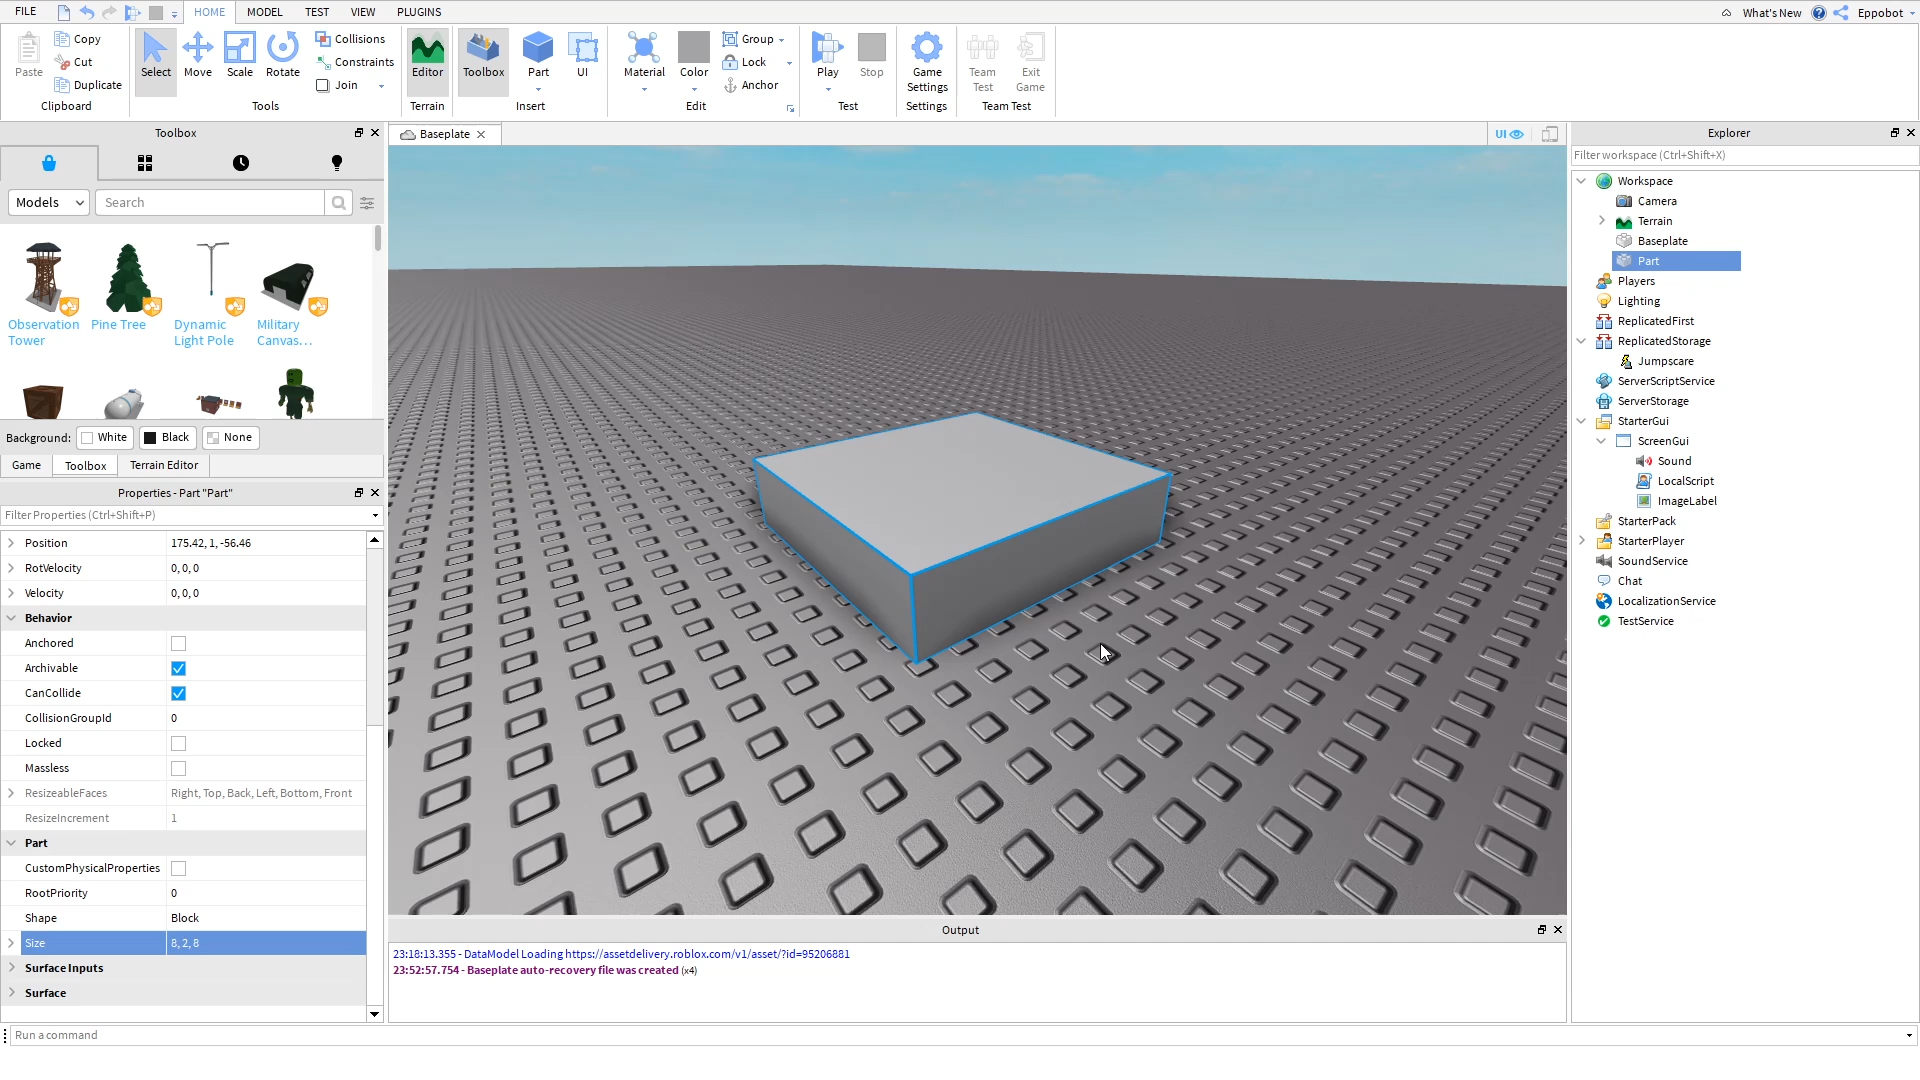 FILE HOME MODEL TEST VIEW PLUGINS What's New Eppobot
Paste Copy Cut Duplicate
Clipboard
Select Move Scale Rotate Collisions Constraints Join
Tools
Editor
Terrain
Toolbox Part UI
Insert
Material Color Group Lock Anchor
Edit
Play Stop
Test
Game Settings
Settings
Team Test Exit Game
Team Test
Toolbox
Models Search
Observation Tower
Pine Tree
Dynamic Light Pole
Military Canvas...
Background: White Black None
Game Toolbox Terrain Editor
Properties - Part "Part"
Filter Properties (Ctrl+Shift+P)
Position 175.42, 1, -56.46
RotVelocity 0, 0, 0
Velocity 0, 0, 0
Behavior
Anchored
Archivable
CanCollide
CollisionGroupId 0
Locked
Massless
ResizeableFaces Right, Top, Back, Left, Bottom, Front
ResizeIncrement 1
Part
CustomPhysicalProperties
RootPriority 0
Shape Block
Size 8, 2, 8
Surface Inputs
Surface
Baseplate
UI
Output
23:18:13.355 - DataModel Loading https://assetdelivery.roblox.com/v1/asset/?id=95206881
23:52:57.754 - Baseplate auto-recovery file was created (x4)
Explorer
Filter workspace (Ctrl+Shift+X)
Workspace
Camera
Terrain
Baseplate
Part
Players
Lighting
ReplicatedFirst
ReplicatedStorage
Jumpscare
ServerScriptService
ServerStorage
StarterGui
ScreenGui
Sound
LocalScript
ImageLabel
StarterPack
StarterPlayer
SoundService
Chat
LocalizationService
TestService
Run a command